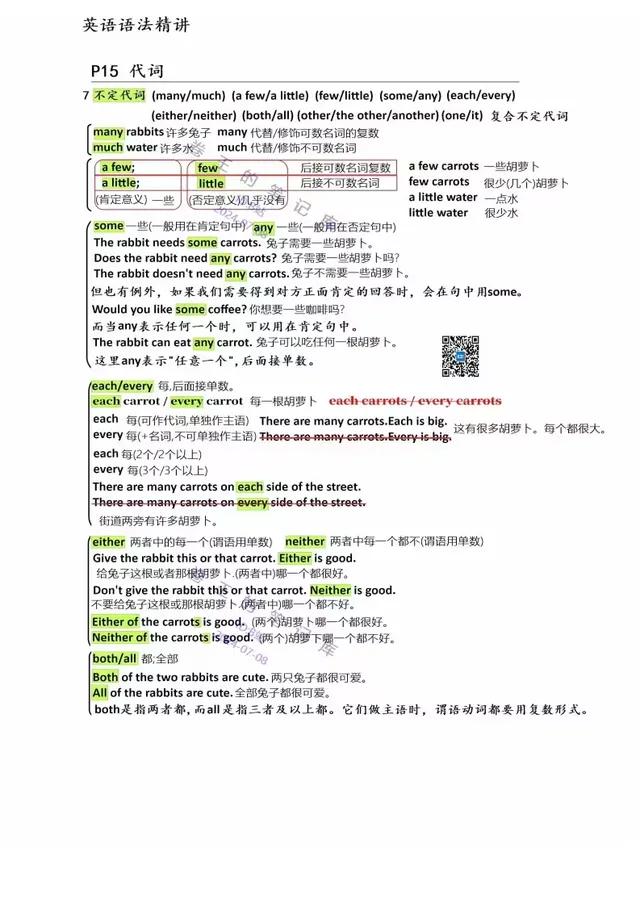 英语语法精讲
P15 代词
7 不定代词 (many/much) (a few/a little) (few/little) (some/any) (each/every)
(either/neither) (both/all) (other/the other/another) (one/it) 复合不定代词
many rabbits 许多兔子 many 代替/修饰可数名词的复数
much water 许多水 much 代替/修饰不可数名词
a few; few 后接可数名词复数 a few carrots 一些胡萝卜
a little; little 后接不可数名词 few carrots 很少(几个)胡萝卜
(肯定意义) 一些 (否定意义)几乎没有 a little water 一点水
little water 很少水
some 一些(一般用在肯定句中) any 一些(一般用在否定句中)
The rabbit needs some carrots. 兔子需要一些胡萝卜。
Does the rabbit need any carrots? 兔子需要一些胡萝卜吗?
The rabbit doesn't need any carrots. 兔子不需要一些胡萝卜。
但也有例外，如果我们需要得到对方正面肯定的回答时，会在句中用some。
Would you like some coffee? 你想要一些咖啡吗?
而当any表示任何一个时，可以用在肯定句中。
The rabbit can eat any carrot. 兔子可以吃任何一根胡萝卜。
这里any表示"任意一个",后面接单数。
each/every 每,后面接单数。
each carrot / every carrot 每一根胡萝卜 each carrots / every carrots
each 每(可作代词,单独作主语) There are many carrots.Each is big.
every 每(+名词,不可单独作主语) There are many carrots.Every is big. 这有很多胡萝卜。每个都很大。
each 每(2个/2个以上)
every 每(3个/3个以上)
There are many carrots on each side of the street.
There are many carrots on every side of the street.
街道两旁有许多胡萝卜。
either 两者中的每一个(谓语用单数) neither 两者中每一个都不(谓语用单数)
Give the rabbit this or that carrot. Either is good.
给兔子这根或者那根胡萝卜.(两者中)哪一个都很好。
Don't give the rabbit this or that carrot. Neither is good.
不要给兔子这根或那根胡萝卜.(两者中)哪一个都不好。
Either of the carrots is good. (两个)胡萝卜哪一个都很好。
Neither of the carrots is good. (两个)胡萝下哪一个都不好。
both/all 都;全部
Both of the two rabbits are cute. 两只兔子都很可爱。
All of the rabbits are cute. 全部兔子都很可爱。
both是指两者都,而all是指三者及以上都。它们做主语时，谓语动词都要用复数形式。
卷王的笔记库
2024-07-08
卷王的笔记库
2024-07-08